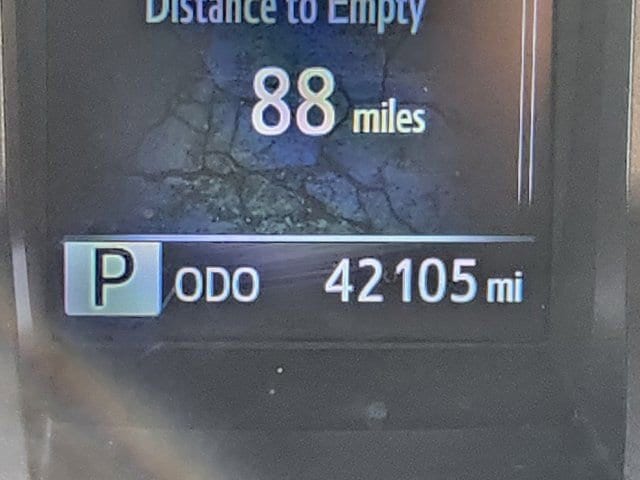 Distance to Empty
88 miles
P ODO 42105 mi